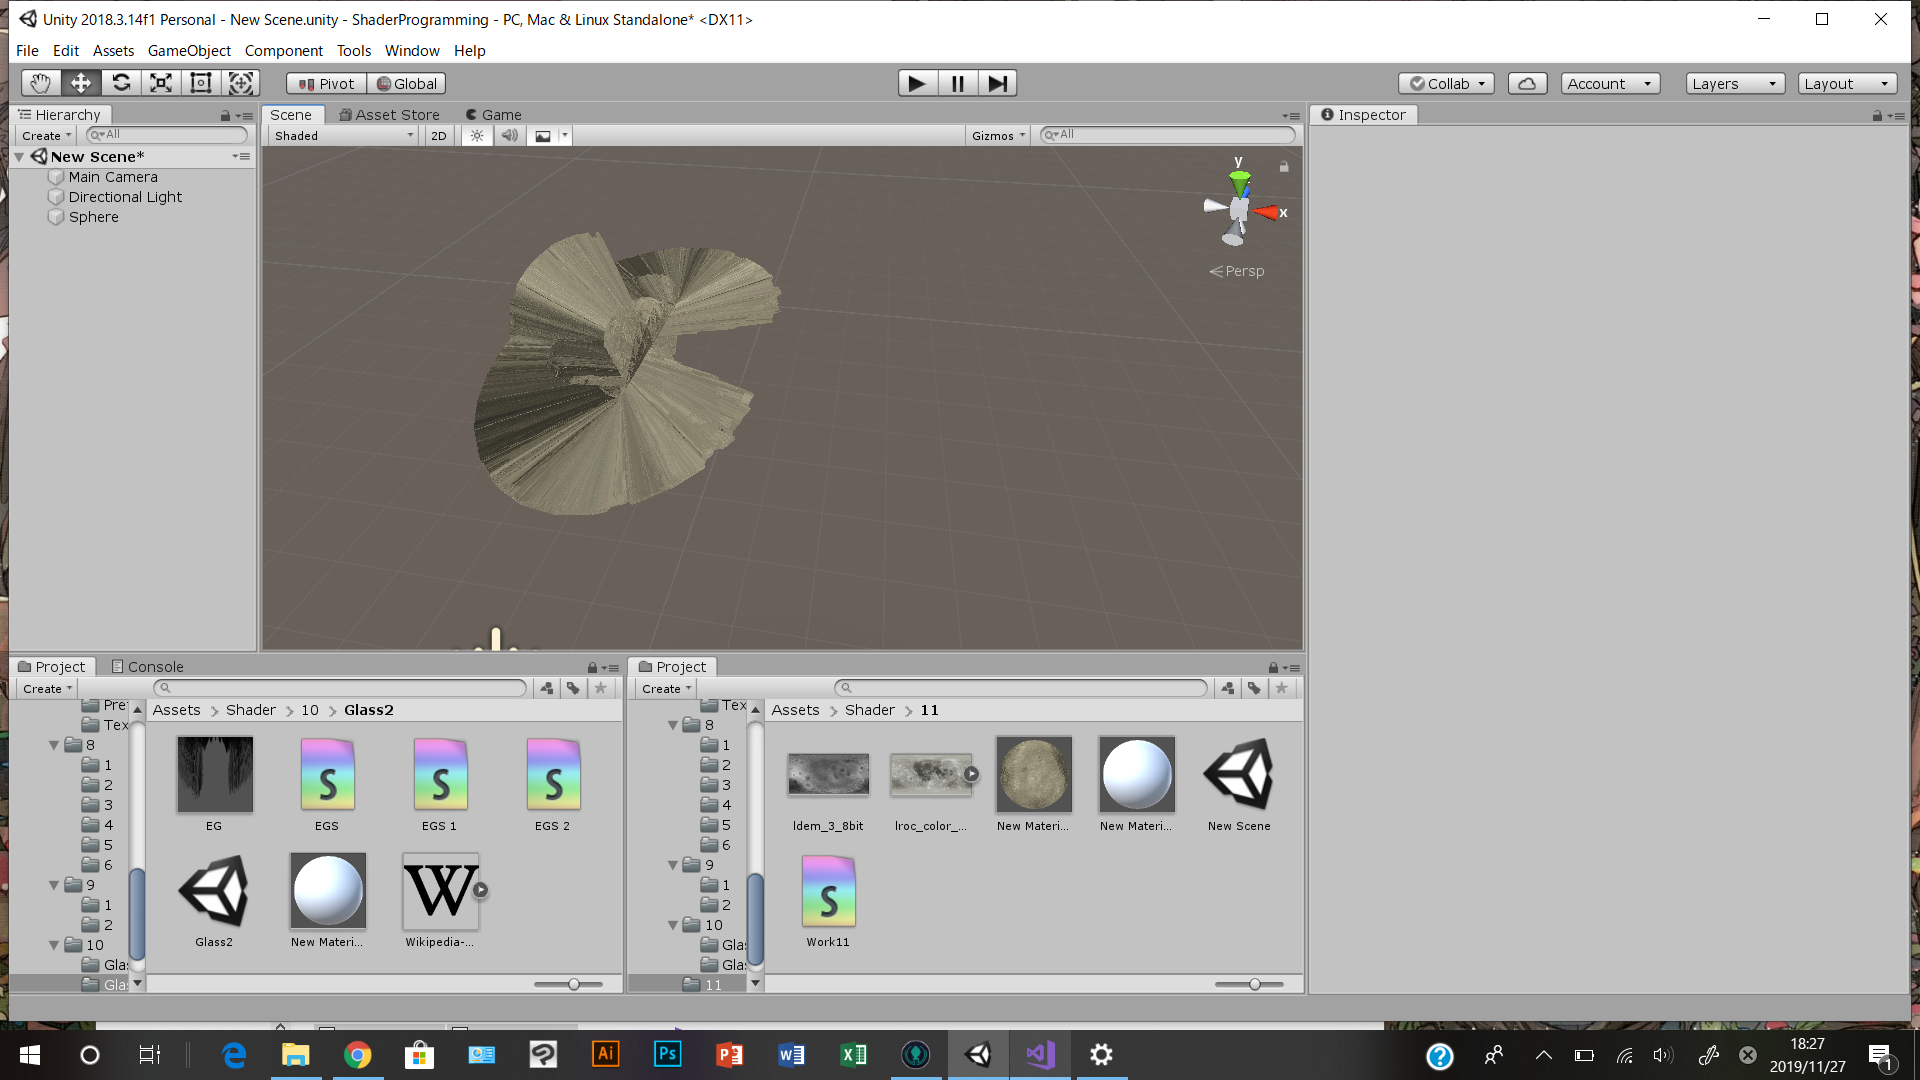 Unity 2018.3.14f1 Personal - New Scene.unity - ShaderProgramming - PC, Mac & Linux Standalone* <DX11>
File Edit Assets GameObject Component Tools Window Help
Pivot Global Collab Account Layers Layout
Hierarchy
Create All
New Scene*
Main Camera
Directional Light
Sphere
Scene Asset Store Game
Shaded 2D Gizmos All
y
x
Persp
Inspector
Project Console
Create
Pre
Tex
8
1
2
3
4
5
6
9
1
2
10
Gla
Gla
Assets Shader 10 Glass2
EG EGS EGS 1 EGS 2
Glass2 New Materi... Wikipedia-...
Project
Create
Tex
8
1
2
3
4
5
6
9
1
2
10
Gla
Gla
11
Assets Shader 11
ldem_3_8bit lroc_color_... New Materi... New Materi... New Scene
Work11
18:27
2019/11/27
1